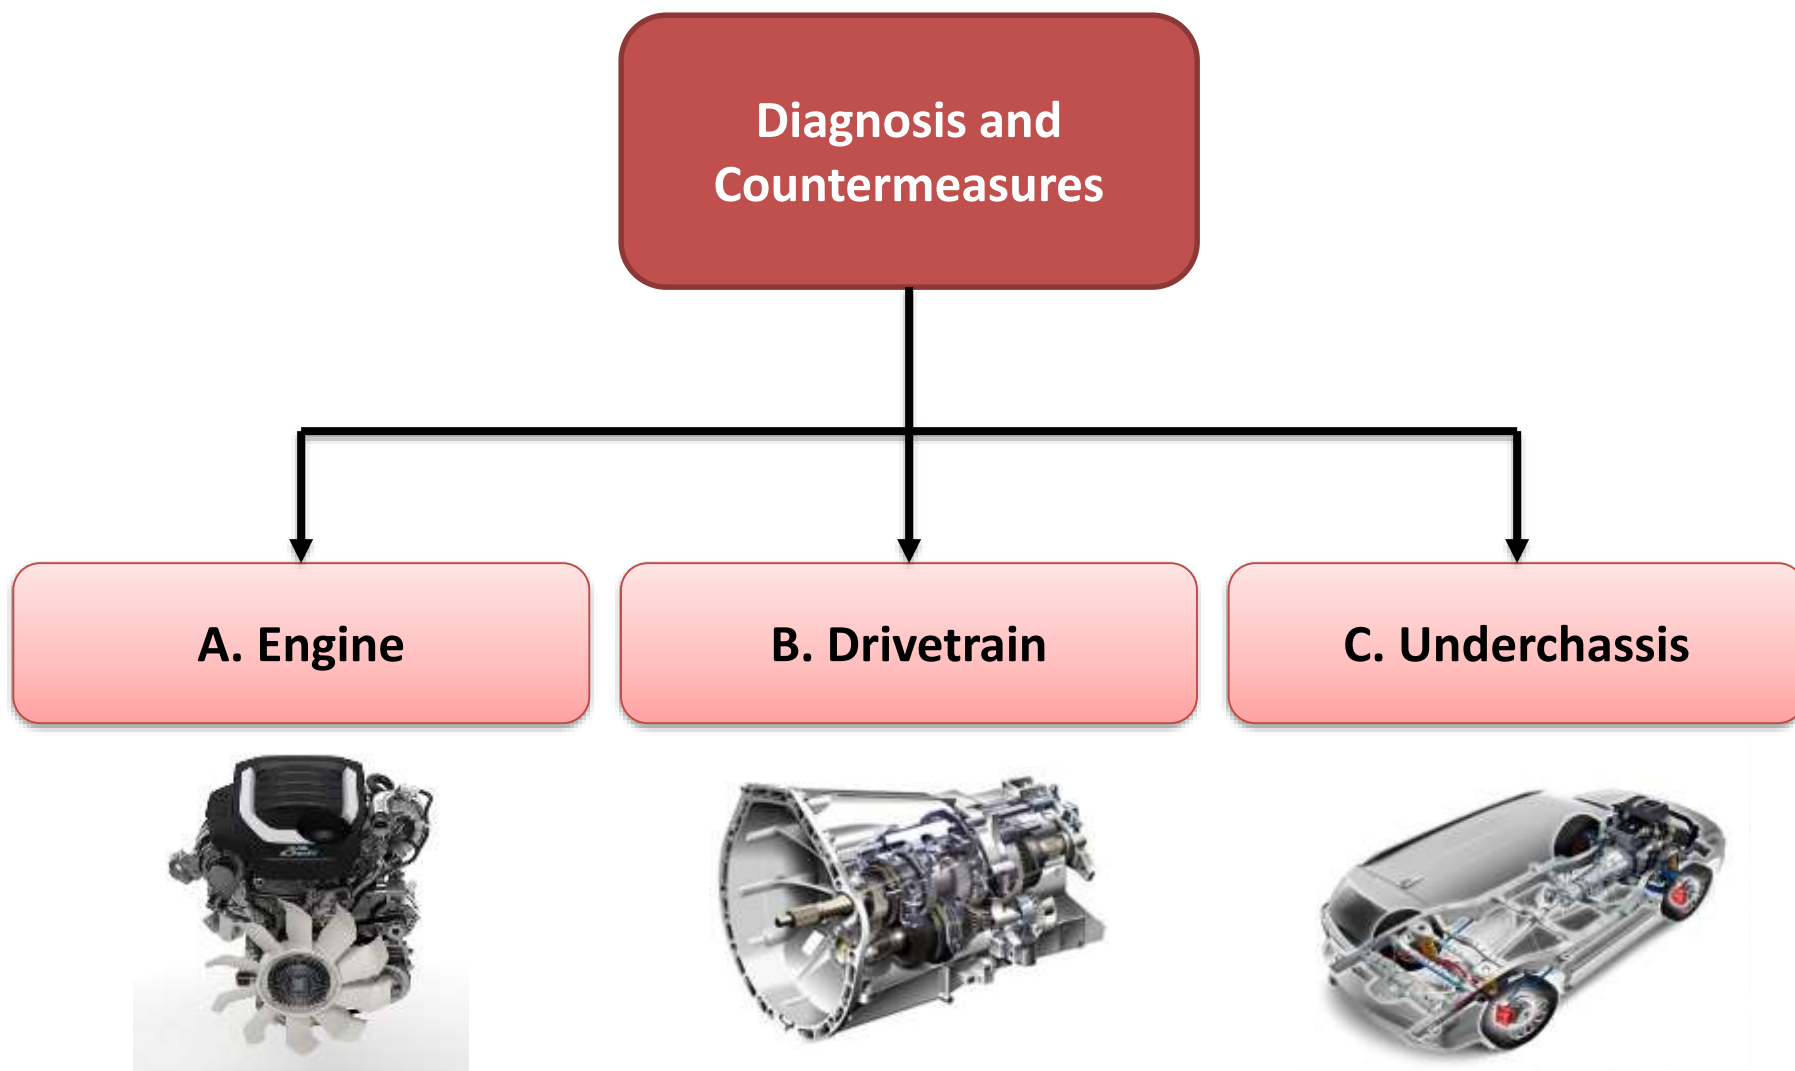 Diagnosis and
Countermeasures
A. Engine
B. Drivetrain
C. Underchassis